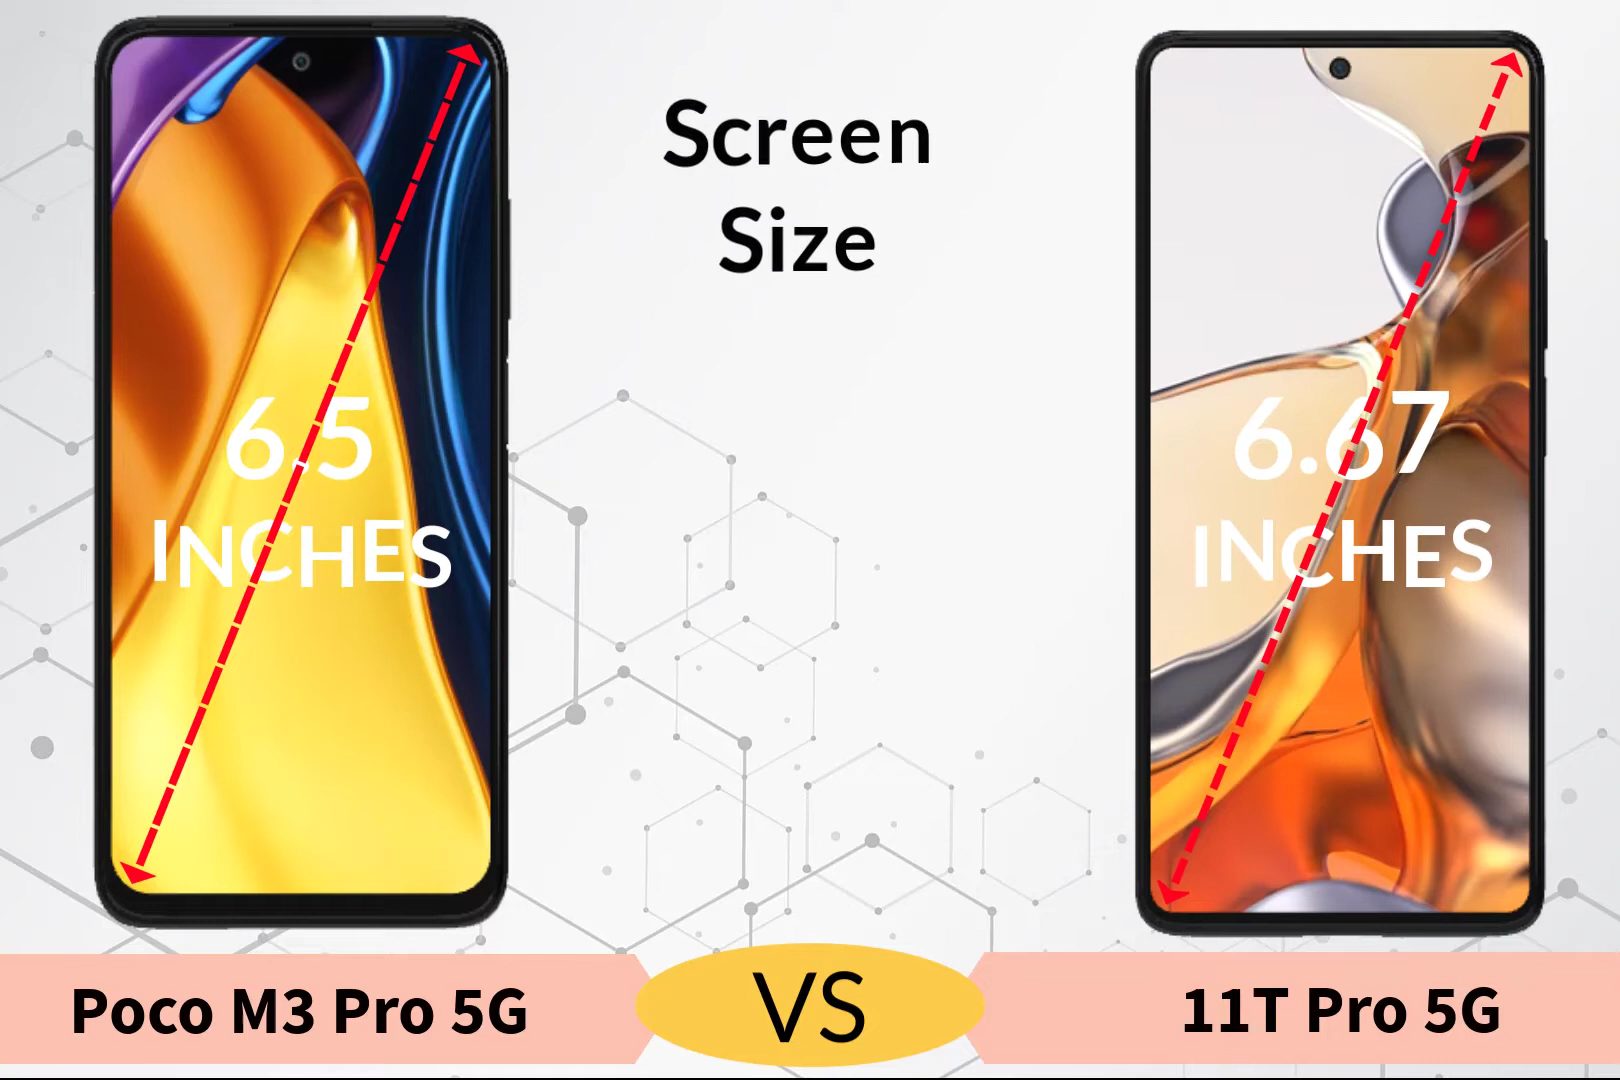 Screen
Size
6.5
INCHES
6.67
INCHES
Poco M3 Pro 5G
VS
11T Pro 5G